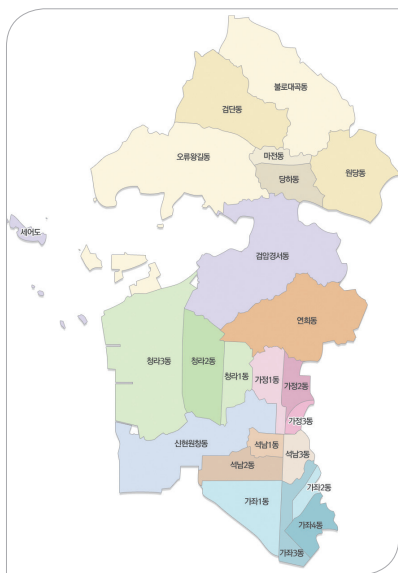 불로대곡동
검단동
오류왕길동
마전동
원당동
당하동
세어도
검암경서동
연희동
청라3동
청라2동
청라1동
가정1동
가정2동
가정3동
신현원창동
석남1동
석남3동
석남2동
가좌2동
가좌1동
가좌4동
가좌3동